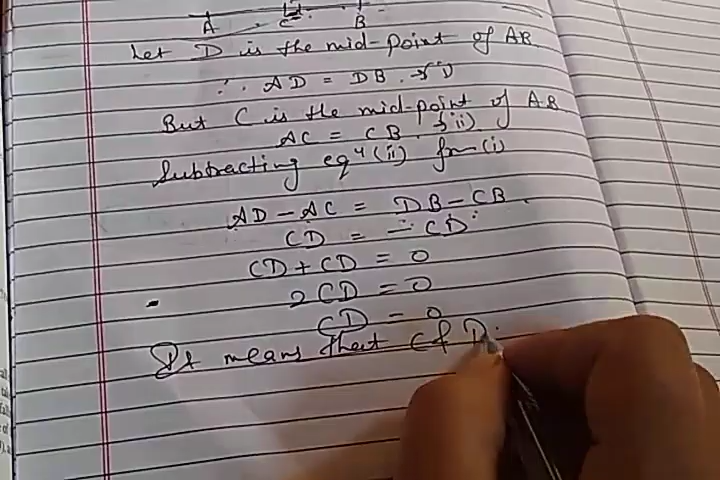 A C B
Let D is the mid-point of AB.
∴ AD = DB. → (i)
But C is the mid-point of AB
AC = CB. → (ii)
Subtracting eqⁿ (ii) from (i)
AD - AC = DB - CB.
CD = - CD.
CD + CD = 0
2 CD = 0
CD = 0
It means that C & D.